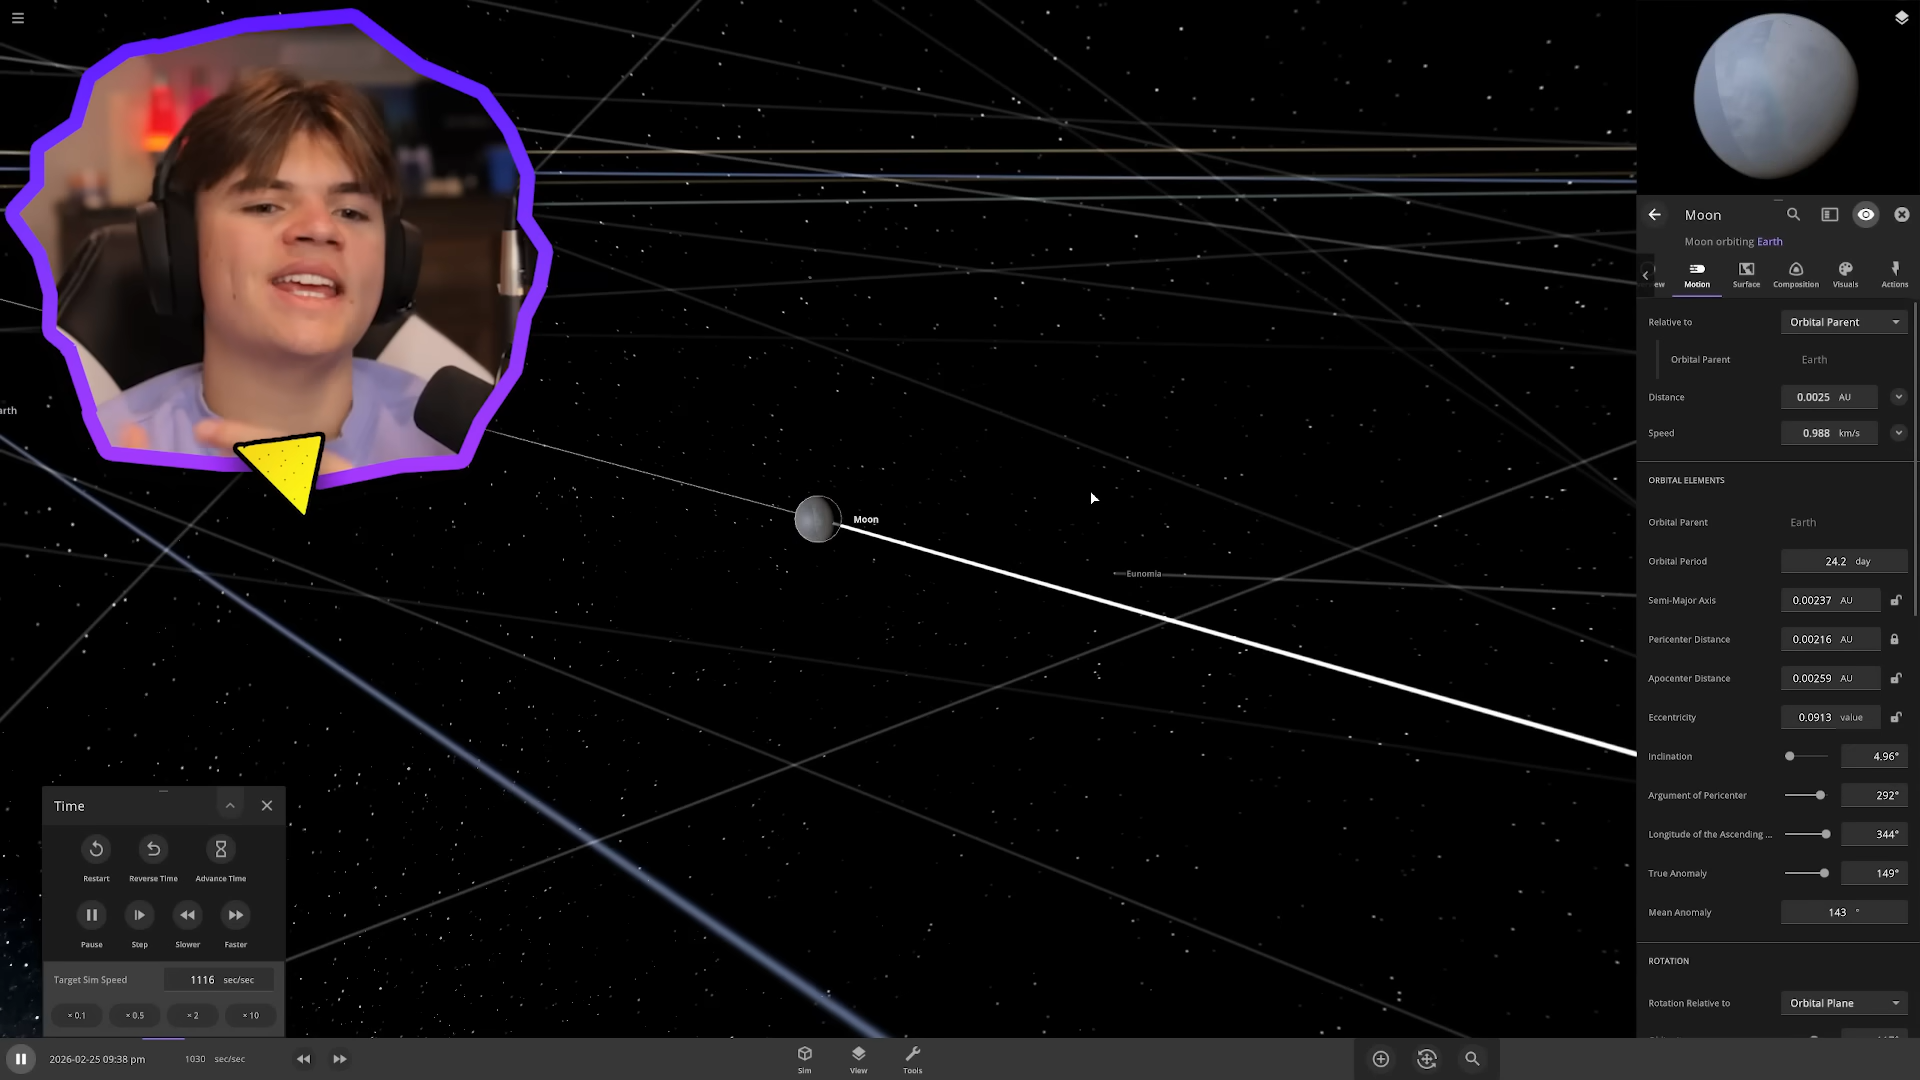 arth
Moon
Eunomia
Time
Restart
Reverse Time
Advance Time
Pause
Step
Slower
Faster
Target Sim Speed 1116 sec/sec
× 0.1 × 0.5 × 2 × 10
2026-02-25 09:38 pm 1030 sec/sec
Sim
View
Tools
Moon
Moon orbiting Earth
ew Motion Surface Composition Visuals Actions
Relative to Orbital Parent
Orbital Parent Earth
Distance 0.0025 AU
Speed 0.988 km/s
ORBITAL ELEMENTS
Orbital Parent Earth
Orbital Period 24.2 day
Semi-Major Axis 0.00237 AU
Pericenter Distance 0.00216 AU
Apocenter Distance 0.00259 AU
Eccentricity 0.0913 value
Inclination 4.96°
Argument of Pericenter 292°
Longitude of the Ascending ... 344°
True Anomaly 149°
Mean Anomaly 143 °
ROTATION
Rotation Relative to Orbital Plane